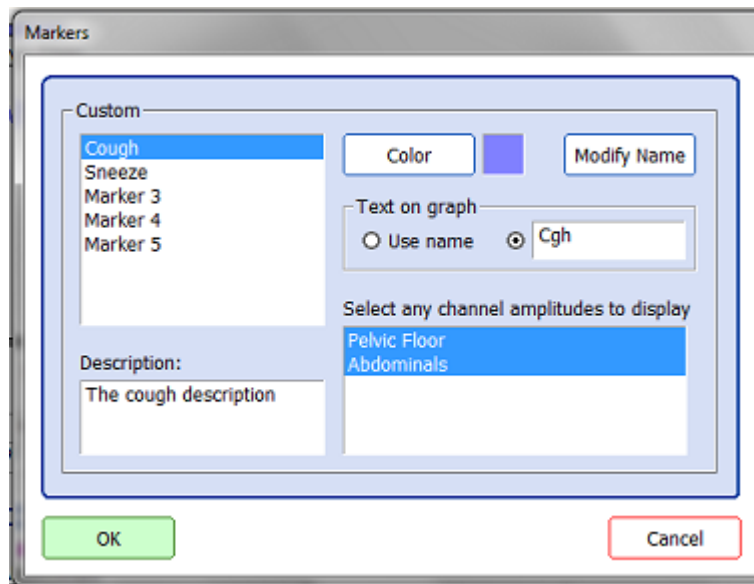 Markers
Custom
Cough
Sneeze
Marker 3
Marker 4
Marker 5
Color
Modify Name
Text on graph
Use name
Cgh
Select any channel amplitudes to display
Pelvic Floor
Abdominals
Description:
The cough description
OK
Cancel